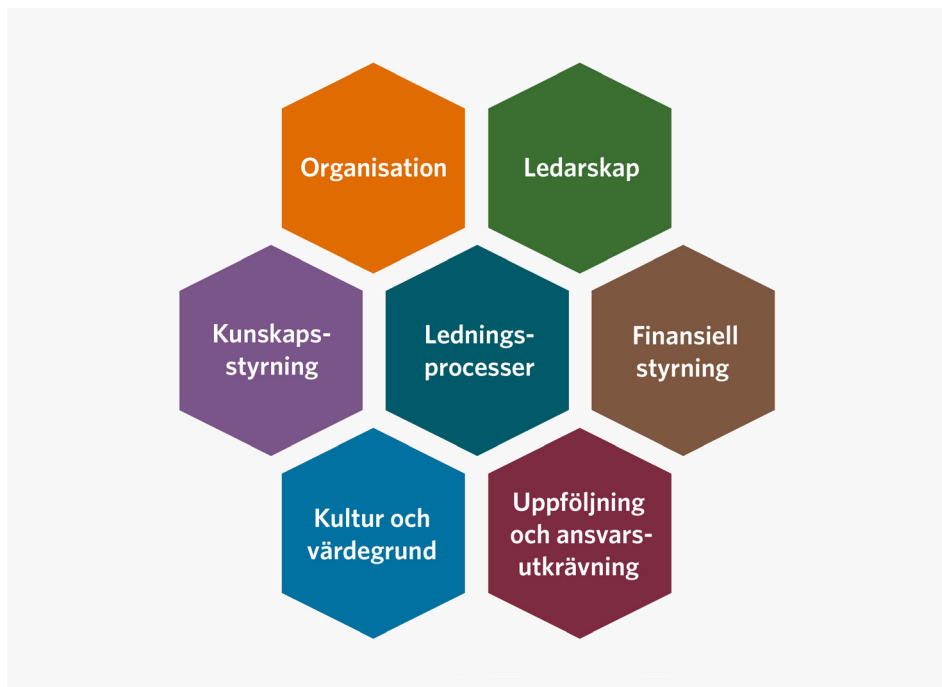 Organisation
Ledarskap
Kunskaps-
styrning
Lednings-
processer
Finansiell
styrning
Kultur och
värdegrund
Uppföljning
och ansvars-
utkrävning